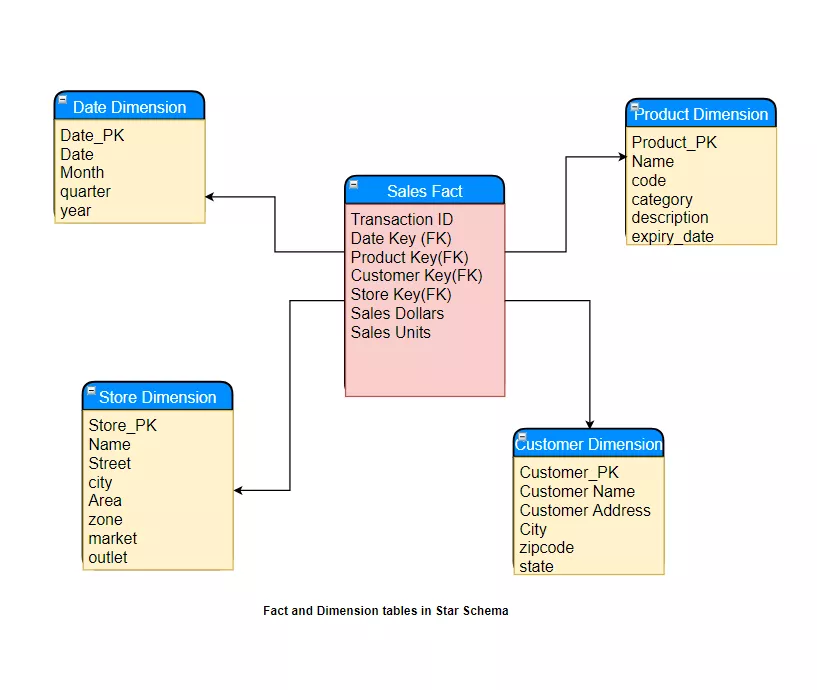 Date Dimension
Date_PK
Date
Month
quarter
year
Product Dimension
Product_PK
Name
code
category
description
expiry_date
Sales Fact
Transaction ID
Date Key (FK)
Product Key(FK)
Customer Key(FK)
Store Key(FK)
Sales Dollars
Sales Units
Store Dimension
Store_PK
Name
Street
city
Area
zone
market
outlet
Customer Dimension
Customer_PK
Customer Name
Customer Address
City
zipcode
state
Fact and Dimension tables in Star Schema